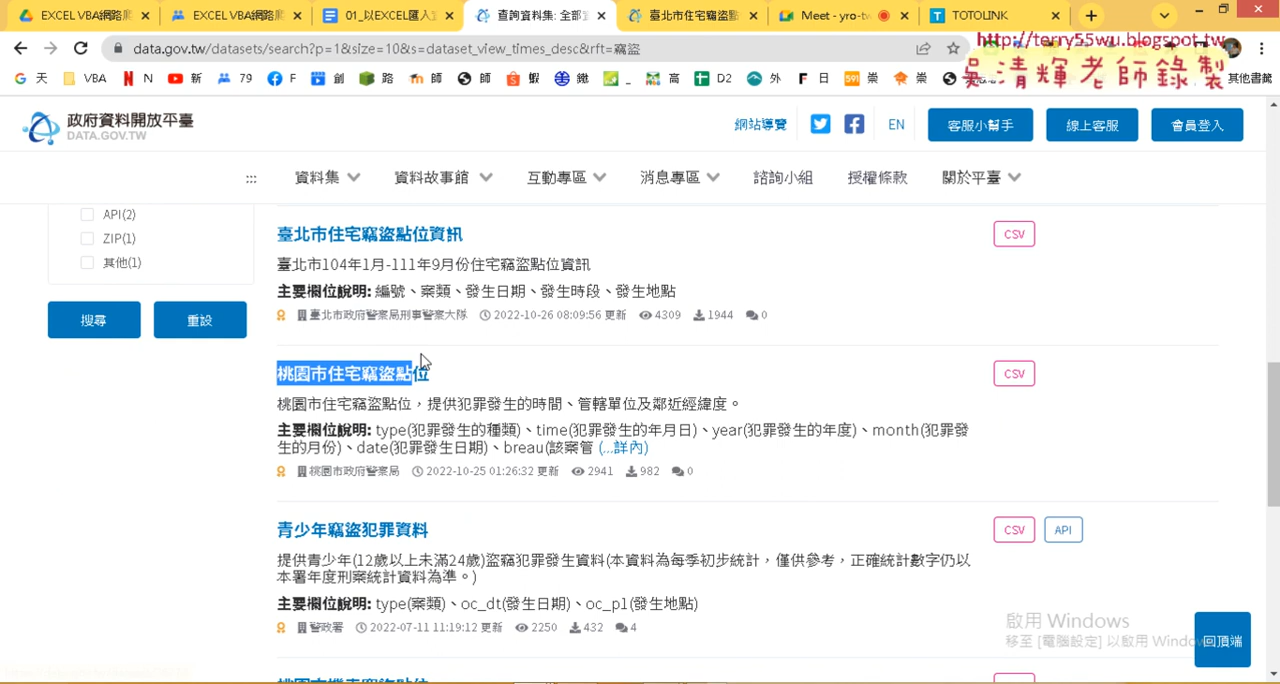 EXCEL VBA網路爬
EXCEL VBA網路爬
01_以EXCEL匯入
查詢資料集: 全部
臺北市住宅竊盜點
Meet - yro-tw
TOTOLINK
data.gov.tw/datasets/search?p=1&size=10&s=dataset_view_times_desc&rft=竊盜
http://terry55wu.blogspot.tw
吳清輝老師錄製
天 VBA N 新 79 F 創 路 師 師 蝦 總 _ 高 D2 外 日 崇 崇 其他書籤
政府資料開放平臺
DATA.GOV.TW
網站導覽 EN 客服小幫手 線上客服 會員登入
::: 資料集 資料故事館 互動專區 消息專區 諮詢小組 授權條款 關於平臺
API(2)
ZIP(1)
其他(1)
搜尋 重設
臺北市住宅竊盜點位資訊 CSV
臺北市104年1月-111年9月份住宅竊盜點位資訊
主要欄位說明: 編號、案類、發生日期、發生時段、發生地點
臺北市政府警察局刑事警察大隊 2022-10-26 08:09:56 更新 4309 1944 0
桃園市住宅竊盜點位 CSV
桃園市住宅竊盜點位，提供犯罪發生的時間、管轄單位及鄰近經緯度。
主要欄位說明: type(犯罪發生的種類)、time(犯罪發生的年月日)、year(犯罪發生的年度)、month(犯罪發
生的月份)、date(犯罪發生日期)、breau(該案管 (...詳內)
桃園市政府警察局 2022-10-25 01:26:32 更新 2941 982 0
青少年竊盜犯罪資料 CSV API
提供青少年(12歲以上未滿24歲)盜竊犯罪發生資料(本資料為每季初步統計，僅供參考，正確統計數字仍以
本署年度刑案統計資料為準。)
主要欄位說明: type(案類)、oc_dt(發生日期)、oc_p1(發生地點)
警政署 2022-07-11 11:19:12 更新 2250 432 4
啟用 Windows
移至 [電腦設定] 以啟用 Windows
回頂端